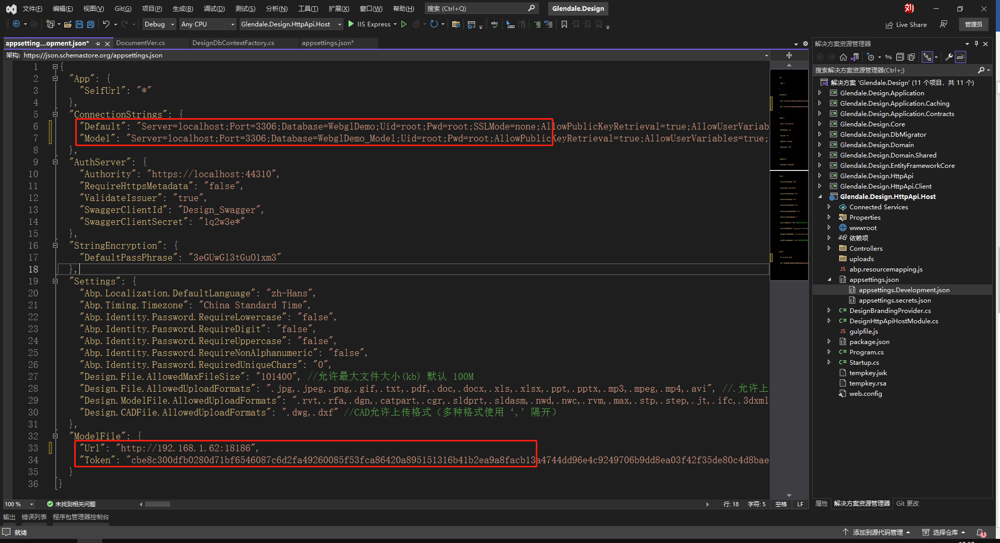 文件(F) 编辑(E) 视图(V) Git(G) 项目(P) 生成(B) 调试(D) 测试(S) 分析(N) 工具(T) 扩展(X) 窗口(W) 帮助(H) 搜索 (Ctrl+Q) Glendale.Design 刘
Debug Any CPU Glendale.Design.HttpApi.Host IIS Express Live Share 管理员
appsetting...opment.json* DocumentVer.cs DesignDbContextFactory.cs appsettings.json*
架构: https://json.schemastore.org/appsettings.json
1 {
2 "App": {
3 "SelfUrl": "*"
4 },
5 "ConnectionStrings": {
6 "Default": "Server=localhost;Port=3306;Database=WebglDemo;Uid=root;Pwd=root;SSLMode=none;AllowPublicKeyRetrieval=true;AllowUserVariab
7 "Model": "Server=localhost;Port=3306;Database=WebglDemo_Model;Uid=root;Pwd=root;AllowPublicKeyRetrieval=true;AllowUserVariables=true;
8 },
9 "AuthServer": {
10 "Authority": "https://localhost:44310",
11 "RequireHttpsMetadata": "false",
12 "ValidateIssuer": "true",
13 "SwaggerClientId": "Design_Swagger",
14 "SwaggerClientSecret": "1q2w3e*"
15 },
16 "StringEncryption": {
17 "DefaultPassPhrase": "3eGUwGl3tGuO1xm3"
18 },
19 "Settings": {
20 "Abp.Localization.DefaultLanguage": "zh-Hans",
21 "Abp.Timing.Timezone": "China Standard Time",
22 "Abp.Identity.Password.RequireLowercase": "false",
23 "Abp.Identity.Password.RequireDigit": "false",
24 "Abp.Identity.Password.RequireUppercase": "false",
25 "Abp.Identity.Password.RequireNonAlphanumeric": "false",
26 "Abp.Identity.Password.RequiredUniqueChars": "0",
27 "Design.File.AllowedMaxFileSize": "101400", //允许最大文件大小(kb) 默认 100M
28 "Design.File.AllowedUploadFormats": ".jpg,.jpeg,.png,.gif,.txt,.pdf,.doc,.docx,.xls,.xlsx,.ppt,.pptx,.mp3,.mpeg,.mp4,.avi", //.允许上
29 "Design.ModelFile.AllowedUploadFormats": ".rvt,.rfa,.dgn,.catpart,.cgr,.sldprt,.sldasm,.nwd,.nwc,.rvm,.max,.stp,.step,.jt,.ifc,.3dxml
30 "Design.CADFile.AllowedUploadFormats": ".dwg,.dxf" //CAD允许上传格式（多种格式使用‘,’隔开）
31 },
32 "ModelFile": {
33 "Url": "http://192.168.1.62:18186",
34 "Token": "cbe8c300dfb0280d71bf6546087c6d2fa49260085f53fca86420a895151316b41b2ea9a8facb13a4744dd96e4c9249706b9dd8ea03f42f35de80c4d8bae
35 }
36 }
100 % 未找到相关问题 行: 18 字符: 5 空格 LF
解决方案资源管理器
搜索解决方案资源管理器(Ctrl+;)
解决方案 'Glendale.Design' (11 个项目，共 11 个)
Glendale.Design.Application
Glendale.Design.Application.Caching
Glendale.Design.Application.Contracts
Glendale.Design.Core
Glendale.Design.DbMigrator
Glendale.Design.Domain
Glendale.Design.Domain.Shared
Glendale.Design.EntityFrameworkCore
Glendale.Design.HttpApi
Glendale.Design.HttpApi.Client
Glendale.Design.HttpApi.Host
Connected Services
Properties
wwwroot
依赖项
Controllers
uploads
abp.resourcemapping.js
appsettings.json
appsettings.Development.json
appsettings.secrets.json
DesignBrandingProvider.cs
DesignHttpApiHostModule.cs
gulpfile.js
package.json
Program.cs
Startup.cs
tempkey.jwk
tempkey.rsa
web.config
属性 解决方案资源管理器 Git 更改
输出 错误列表 程序包管理器控制台
就绪 添加到源代码管理 选择仓库 1